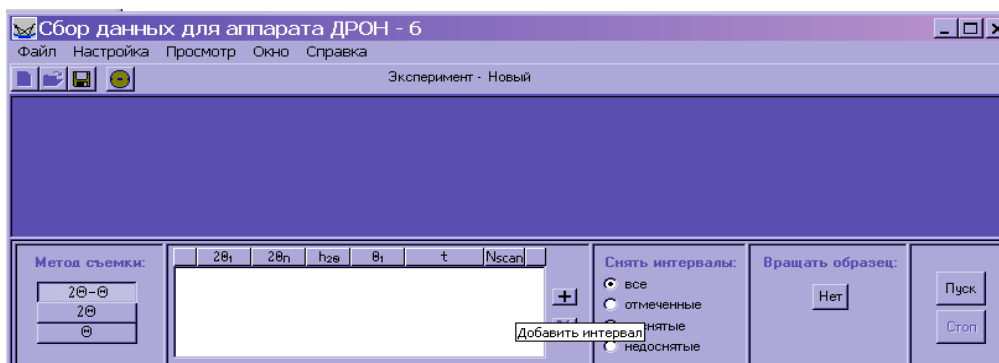 Сбор данных для аппарата ДРОН - 6
Файл Настройка Просмотр Окно Справка
Эксперимент - Новый
Метод съемки:
2Θ-Θ
2Θ
Θ
2θ₁ 2θn h₂θ θ₁ t Nscan
+
Добавить интервал
Снять интервалы:
все
отмеченные
недоснятые
Вращать образец:
Нет
Пуск
Стоп